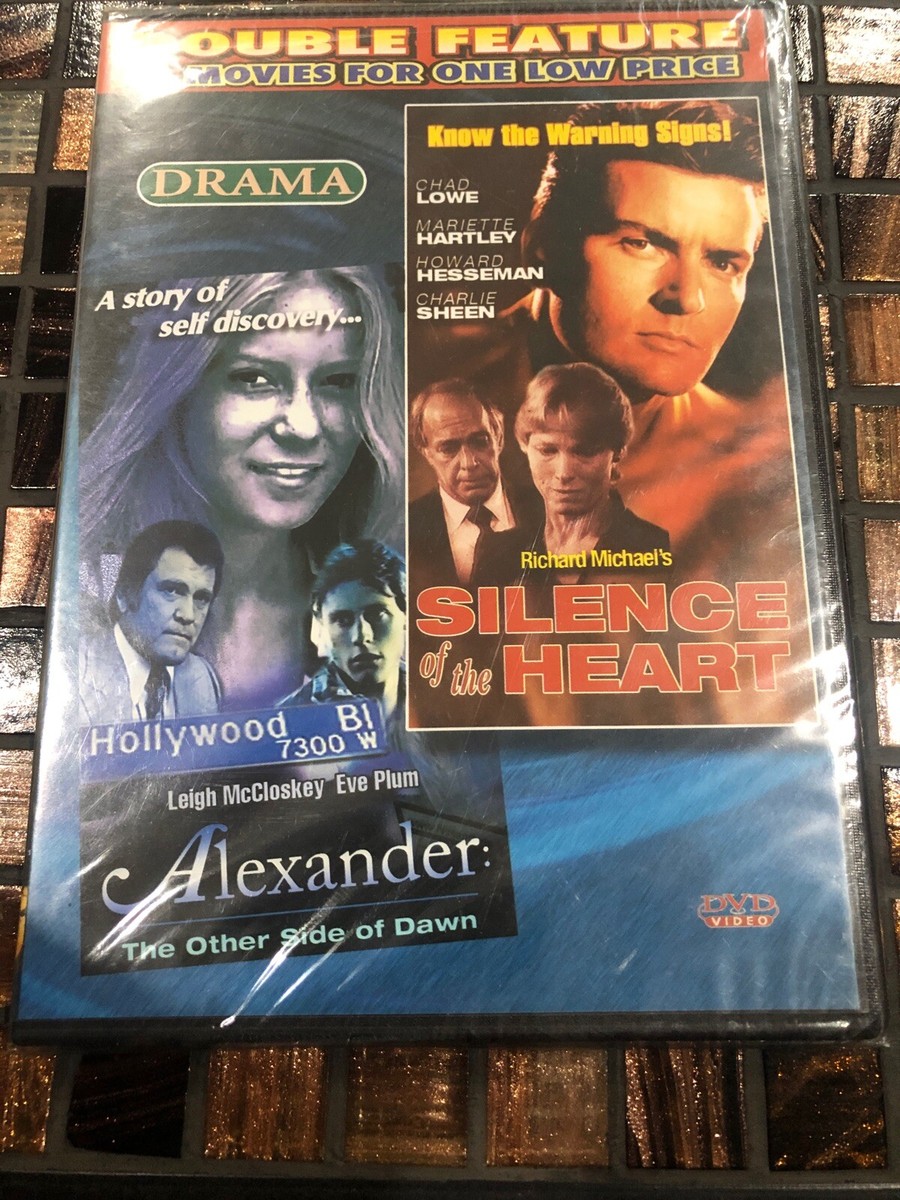 DOUBLE FEATURE
MOVIES FOR ONE LOW PRICE
DRAMA
Know the Warning Signs!
CHAD
LOWE
MARIETTE
HARTLEY
HOWARD
HESSEMAN
CHARLIE
SHEEN
A story of
self discovery...
Richard Michael's
SILENCE
of the HEART
Hollywood Bl
7300 W
Leigh McCloskey Eve Plum
Alexander:
The Other Side of Dawn
DVD
VIDEO